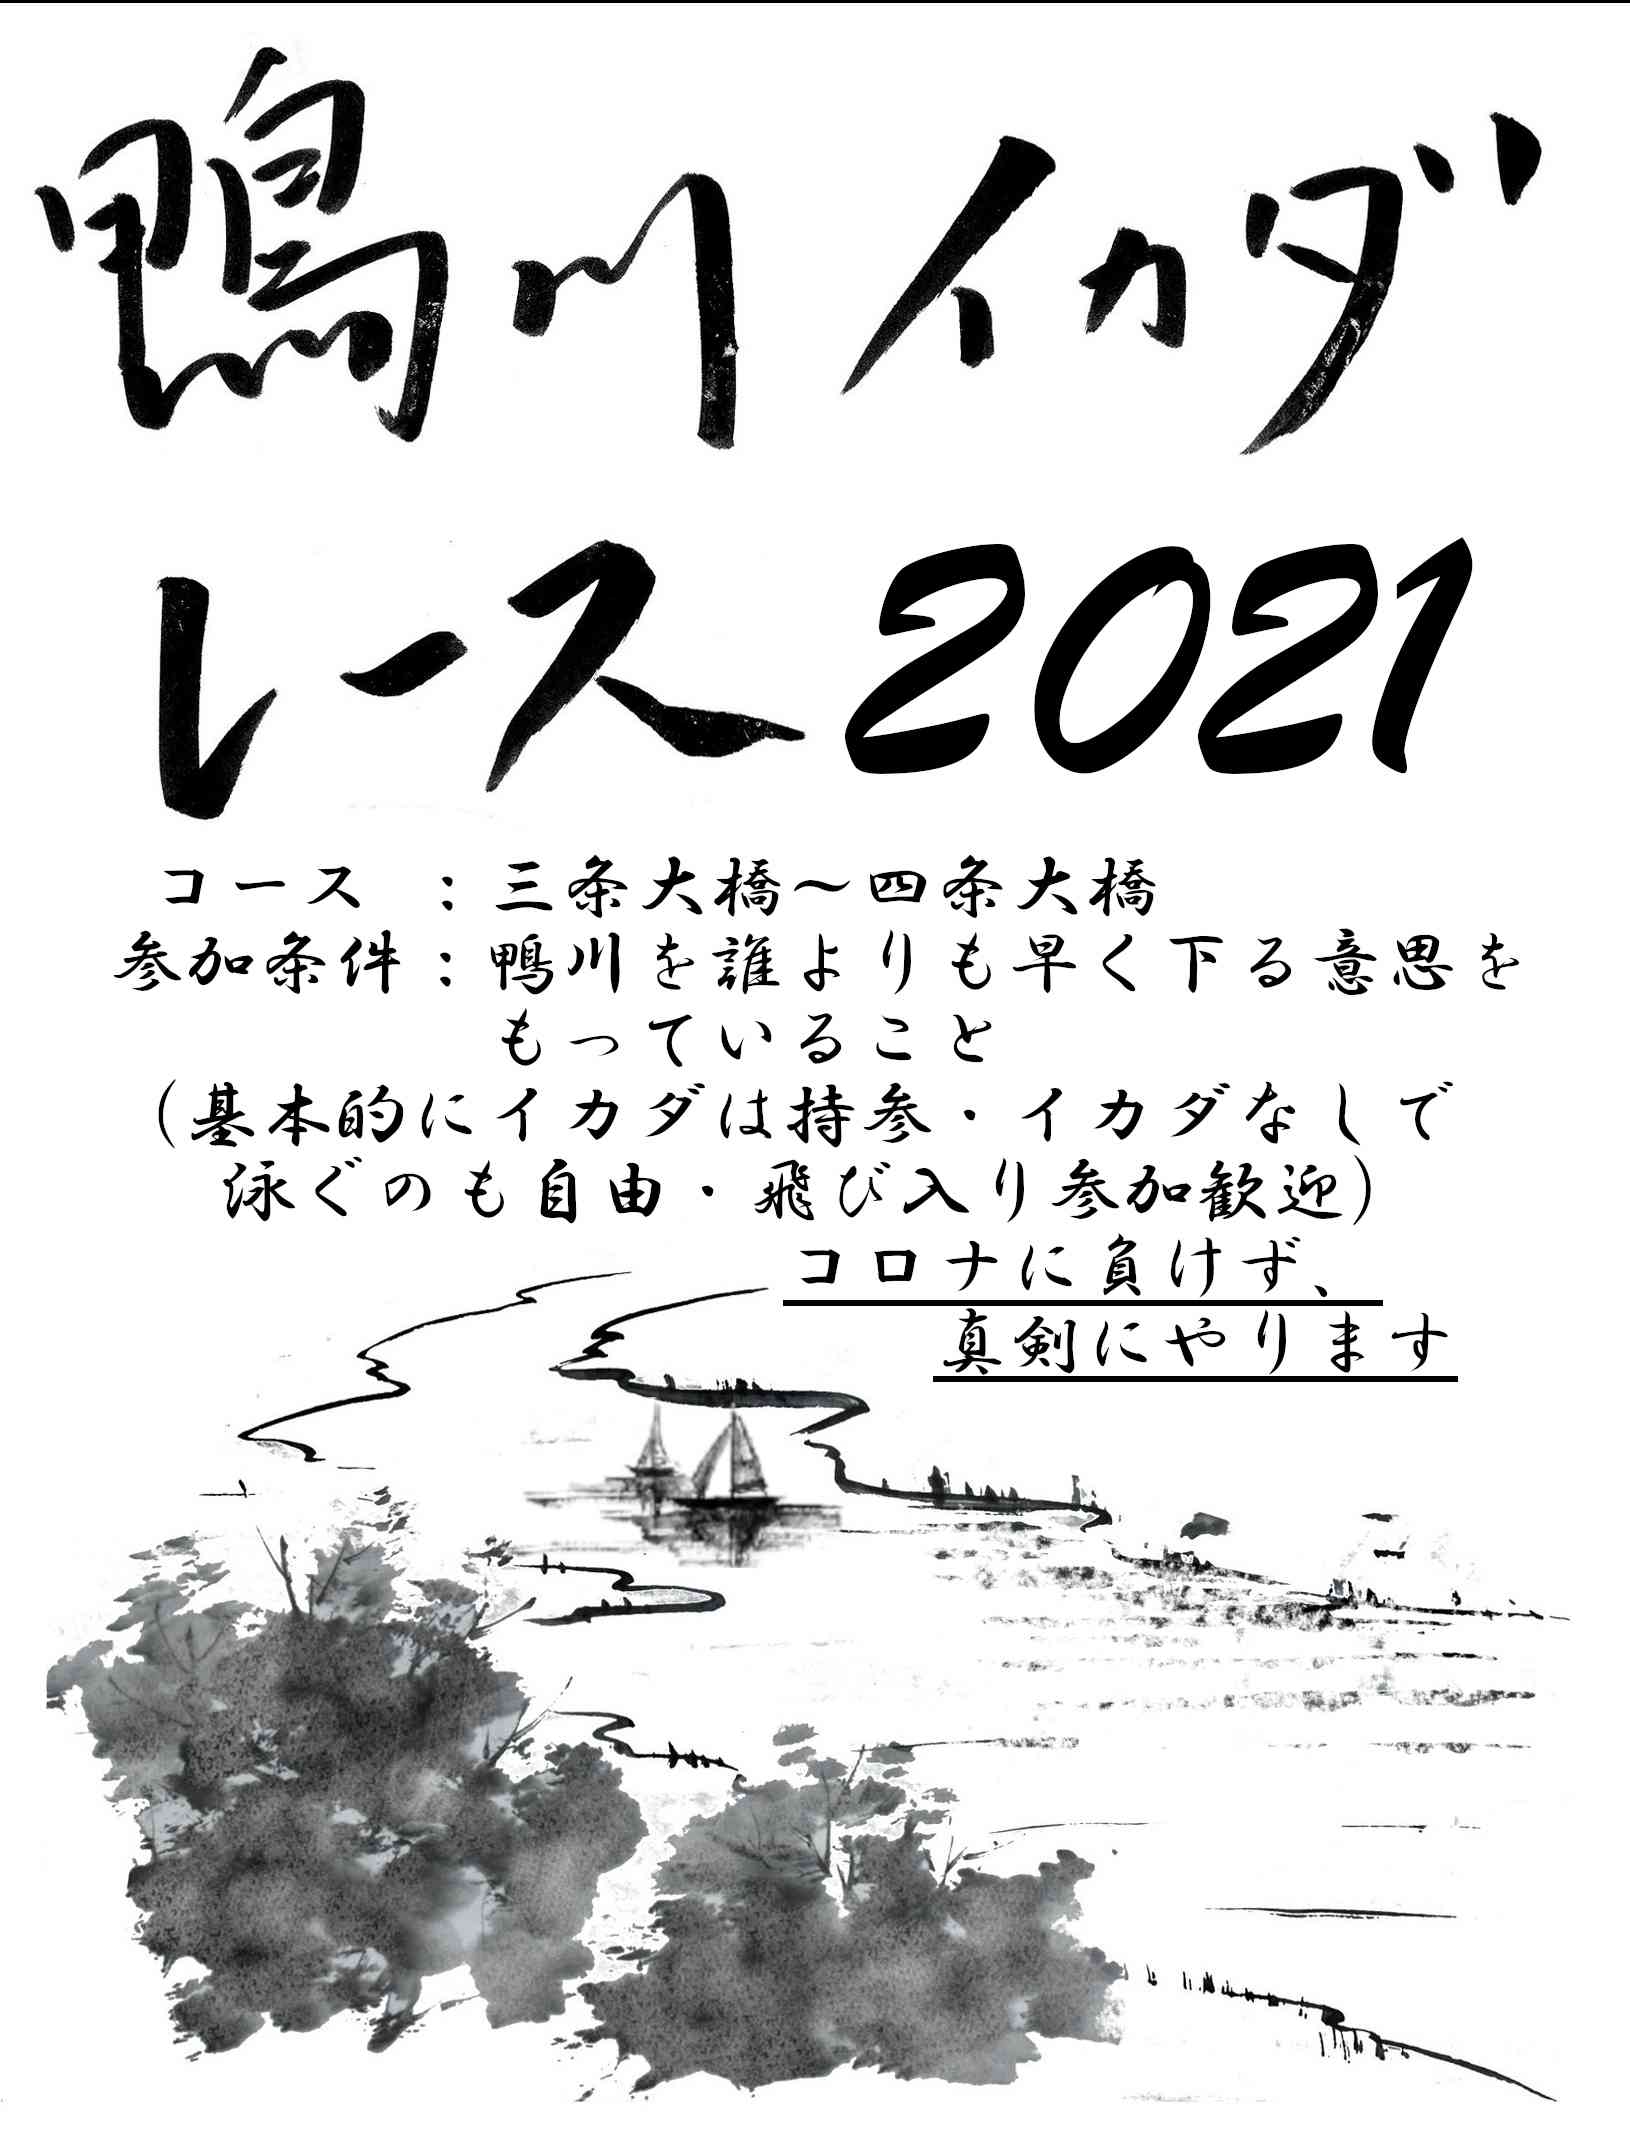 鴨川イカダ
レース2021
コース　：三条大橋～四条大橋
参加条件：鴨川を誰よりも早く下る意思を
もっていること
（基本的にイカダは持参・イカダなしで
泳ぐのも自由・飛び入り参加歓迎）
コロナに負けず、
真剣にやります